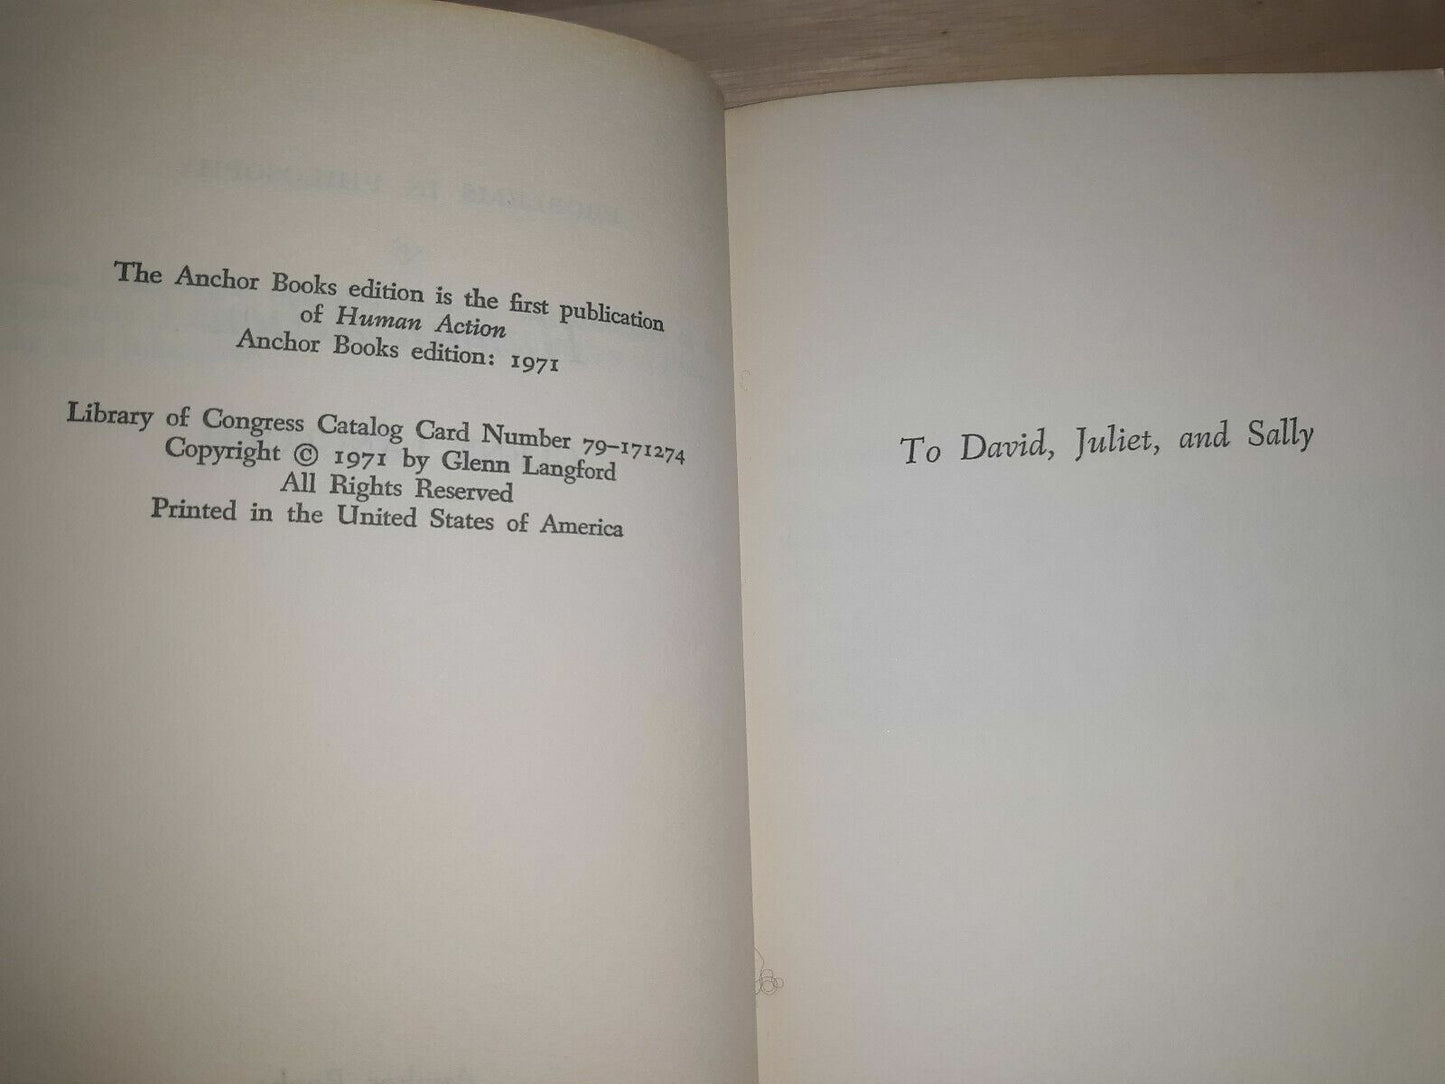 The Anchor Books edition is the first publication
of Human Action
Anchor Books edition: 1971
Library of Congress Catalog Card Number 79–171274
Copyright © 1971 by Glenn Langford
All Rights Reserved
Printed in the United States of America
To David, Juliet, and Sally